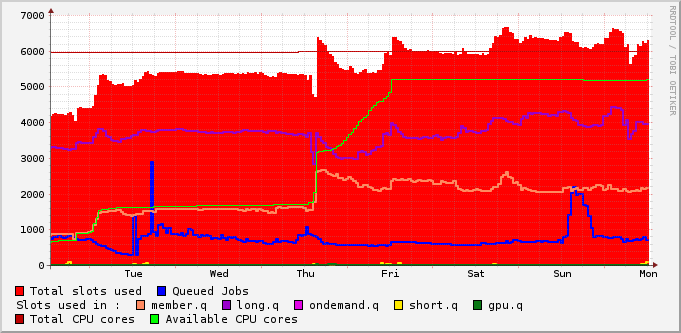 RRDTOOL / TOBI OETIKER
7000
6000
5000
4000
3000
2000
1000
0
Tue Wed Thu Fri Sat Sun Mon
Total slots used Queued Jobs
Slots used in : member.q long.q ondemand.q short.q gpu.q
Total CPU cores Available CPU cores